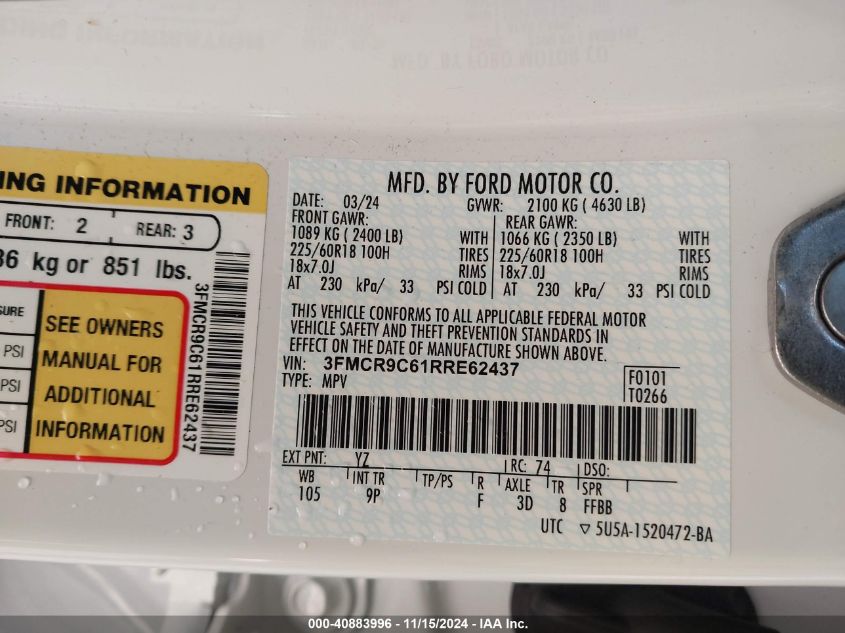 ING INFORMATION
FRONT: 2 REAR: 3
86 kg or 851 lbs.
SURE
PSI
PSI
PSI
SEE OWNERS
MANUAL FOR
ADDITIONAL
INFORMATION
3FMCR9C61RRE62437
MFD. BY FORD MOTOR CO.
DATE: 03/24 GVWR: 2100 KG ( 4630 LB)
FRONT GAWR: REAR GAWR:
1089 KG ( 2400 LB) WITH 1066 KG ( 2350 LB) WITH
225/60R18 100H TIRES 225/60R18 100H TIRES
18x7.0J RIMS 18x7.0J RIMS
AT 230 kPa/ 33 PSI COLD AT 230 kPa/ 33 PSI COLD
THIS VEHICLE CONFORMS TO ALL APPLICABLE FEDERAL MOTOR
VEHICLE SAFETY AND THEFT PREVENTION STANDARDS IN
EFFECT ON THE DATE OF MANUFACTURE SHOWN ABOVE.
VIN: 3FMCR9C61RRE62437
TYPE: MPV
F0101
T0266
EXT PNT: YZ RC: 74 DSO:
WB INT TR TP/PS R AXLE TR SPR
105 9P F 3D 8 FFBB
UTC ▽ 5U5A-1520472-BA
000-40883996 - 11/15/2024 - IAA Inc.